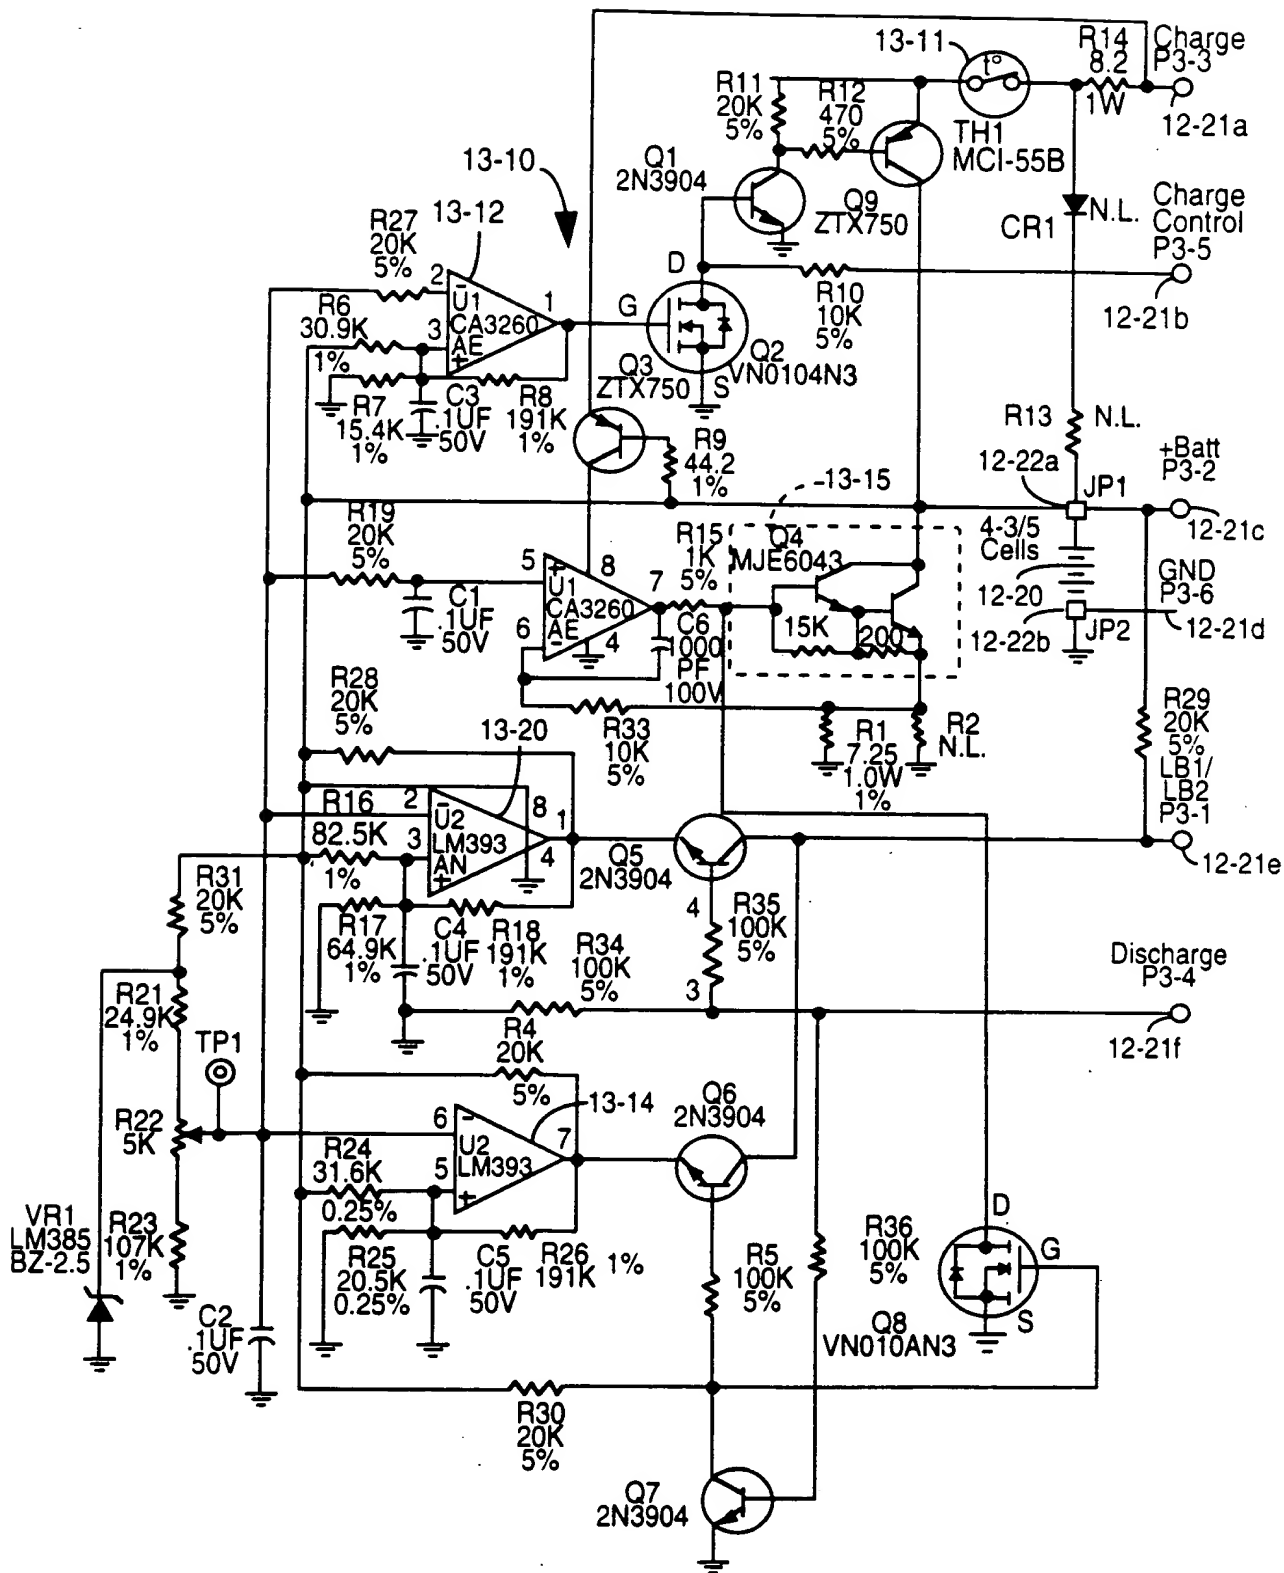 13-11
R14
8.2
1W
Charge
P3-3
12-21a
R11
20K
5%
R12
470
5%
t°
TH1
MCI-55B
Q1
2N3904
Q9
ZTX750
13-10
CR1
N.L.
Charge
Control
P3-5
12-21b
R27
20K
5%
13-12
2
-
U1
CA3260
AE
+
3
1
R6
30.9K
1%
R7
15.4K
1%
C3
.1UF
50V
R8
191K
1%
D
G
S
Q2
VN0104N3
R10
10K
5%
Q3
ZTX750
R9
44.2
1%
R13
N.L.
12-22a
JP1
+Batt
P3-2
12-21c
13-15
R19
20K
5%
C1
.1UF
50V
5
+
U1
CA3260
AE
-
6
8
7
4
R15
1K
5%
C6
1000
PF
100V
Q4
MJE6043
15K
200
4-3/5
Cells
12-20
12-22b
JP2
GND
P3-6
12-21d
R28
20K
5%
R33
10K
5%
R1
7.25
1.0W
1%
R2
N.L.
R29
20K
5%
LB1/
LB2
P3-1
12-21e
13-20
R16
82.5K
1%
2
-
U2
LM393
AN
+
3
8
1
4
Q5
2N3904
R31
20K
5%
R17
64.9K
1%
C4
.1UF
50V
R18
191K
1%
R34
100K
5%
4
R35
100K
5%
3
Discharge
P3-4
12-21f
R21
24.9K
1%
TP1
R4
20K
5%
13-14
Q6
2N3904
R22
5K
6
-
U2
LM393
5
+
7
R24
31.6K
0.25%
R25
20.5K
0.25%
C5
.1UF
50V
R26
191K
1%
VR1
LM385
BZ-2.5
R23
107K
1%
C2
.1UF
50V
R5
100K
5%
R36
100K
5%
D
G
S
Q8
VN010AN3
R30
20K
5%
Q7
2N3904